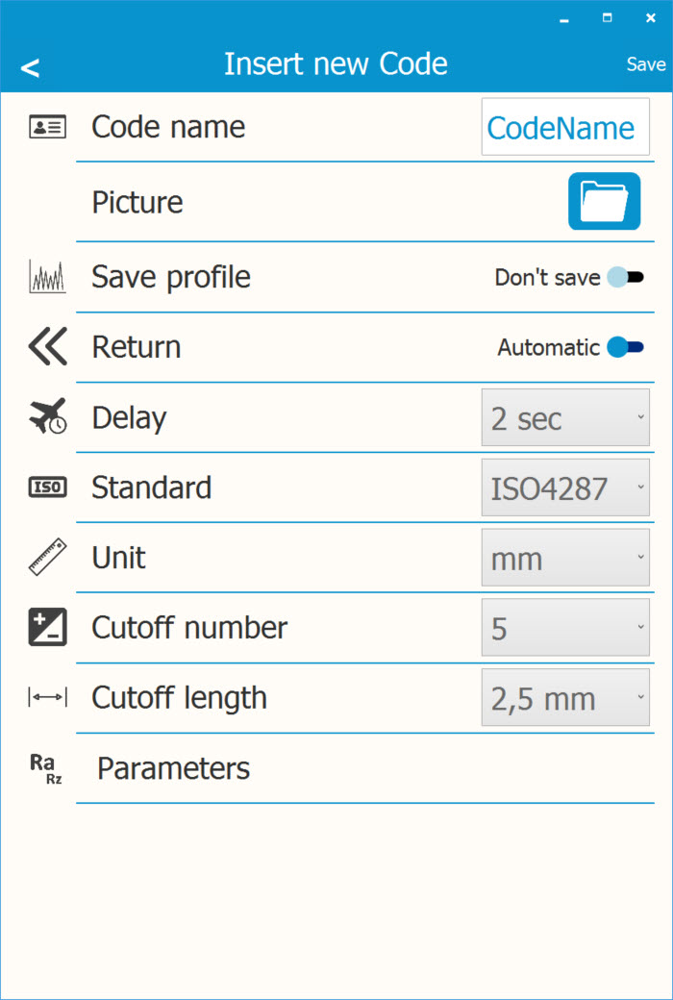 Insert new Code
Save
Code name CodeName
Picture
Save profile Don't save
Return Automatic
Delay 2 sec
ISO Standard ISO4287
Unit mm
Cutoff number 5
Cutoff length 2,5 mm
Ra Rz Parameters